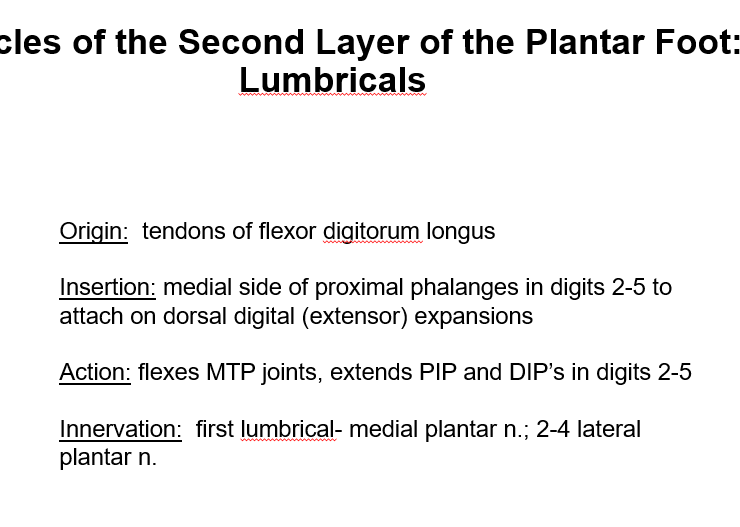 cles of the Second Layer of the Plantar Foot:
Lumbricals
Origin: tendons of flexor digitorum longus
Insertion: medial side of proximal phalanges in digits 2-5 to
attach on dorsal digital (extensor) expansions
Action: flexes MTP joints, extends PIP and DIP’s in digits 2-5
Innervation: first lumbrical- medial plantar n.; 2-4 lateral
plantar n.